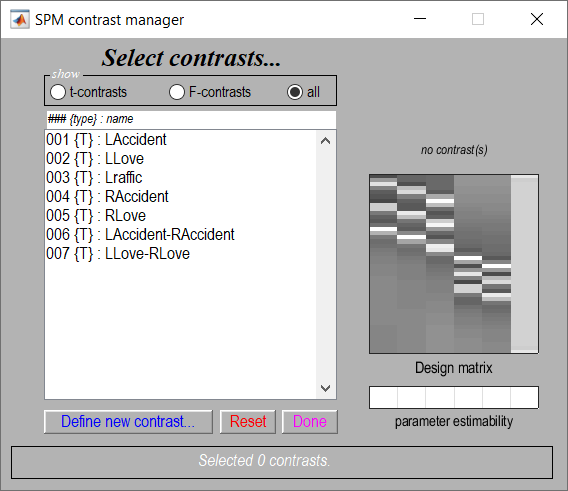 SPM contrast manager
Select contrasts...
show
t-contrasts
F-contrasts
all
### {type} : name
001 {T} : LAccident
002 {T} : LLove
003 {T} : Lraffic
004 {T} : RAccident
005 {T} : RLove
006 {T} : LAccident-RAccident
007 {T} : LLove-RLove
no contrast(s)
Design matrix
parameter estimability
Define new contrast...
Reset
Done
Selected 0 contrasts.